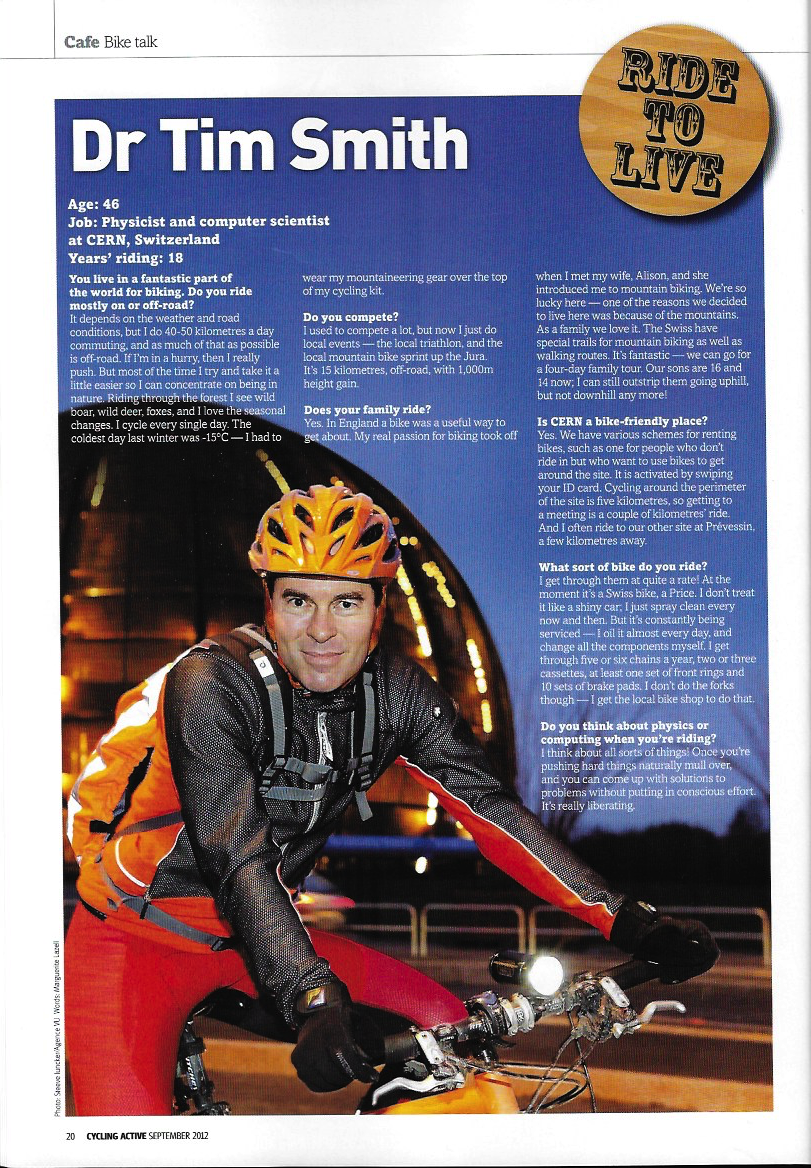 Cafe Bike talk
RIDE
TO
LIVE
Dr Tim Smith
Age: 46
Job: Physicist and computer scientist
at CERN, Switzerland
Years' riding: 18
You live in a fantastic part of
the world for biking. Do you ride
mostly on or off-road?
It depends on the weather and road
conditions, but I do 40-50 kilometres a day
commuting, and as much of that as possible
is off-road. If I'm in a hurry, then I really
push. But most of the time I try and take it a
little easier so I can concentrate on being in
nature. Riding through the forest I see wild
boar, wild deer, foxes, and I love the seasonal
changes. I cycle every single day. The
coldest day last winter was -15°C — I had to
wear my mountaineering gear over the top
of my cycling kit.
Do you compete?
I used to compete a lot, but now I just do
local events — the local triathlon, and the
local mountain bike sprint up the Jura.
It's 15 kilometres, off-road, with 1,000m
height gain.
Does your family ride?
Yes. In England a bike was a useful way to
get about. My real passion for biking took off
when I met my wife, Alison, and she
introduced me to mountain biking. We're so
lucky here — one of the reasons we decided
to live here was because of the mountains.
As a family we love it. The Swiss have
special trails for mountain biking as well as
walking routes. It's fantastic — we can go for
a four-day family tour. Our sons are 16 and
14 now; I can still outstrip them going uphill,
but not downhill any more!
Is CERN a bike-friendly place?
Yes. We have various schemes for renting
bikes, such as one for people who don't
ride in but who want to use bikes to get
around the site. It is activated by swiping
your ID card. Cycling around the perimeter
of the site is five kilometres, so getting to
a meeting is a couple of kilometres' ride.
And I often ride to our other site at Prévessin,
a few kilometres away.
What sort of bike do you ride?
I get through them at quite a rate! At the
moment it's a Swiss bike, a Price. I don't treat
it like a shiny car; I just spray clean every
now and then. But it's constantly being
serviced — I oil it almost every day, and
change all the components myself. I get
through five or six chains a year, two or three
cassettes, at least one set of front rings and
10 sets of brake pads. I don't do the forks
though — I get the local bike shop to do that.
Do you think about physics or
computing when you're riding?
I think about all sorts of things! Once you're
pushing hard things naturally mull over,
and you can come up with solutions to
problems without putting in conscious effort.
It's really liberating.
Photo: Steeve Iuncker/Agence VU Words: Marguerite Lazell
20 CYCLING ACTIVE SEPTEMBER 2012